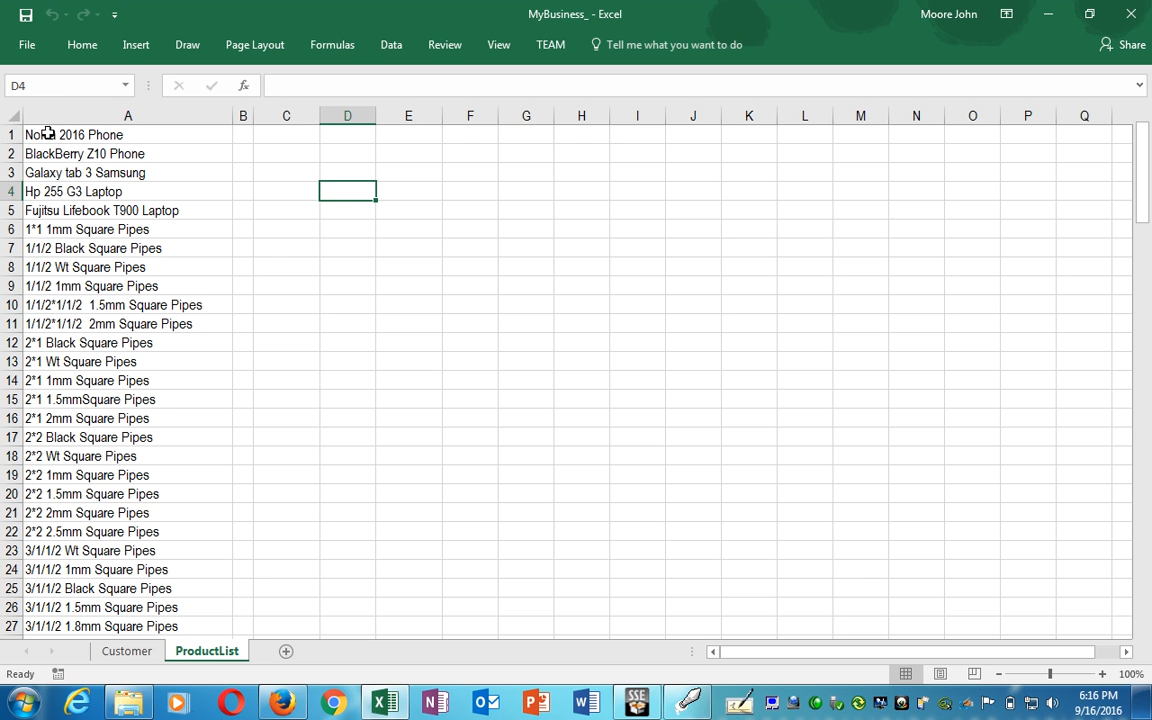 MyBusiness_ - Excel
Moore John
File Home Insert Draw Page Layout Formulas Data Review View TEAM Tell me what you want to do Share
D4 fx
A B C D E F G H I J K L M N O P Q
1 2016 Phone
2 BlackBerry Z10 Phone
3 Galaxy tab 3 Samsung
4 Hp 255 G3 Laptop
5 Fujitsu Lifebook T900 Laptop
6 1*1 1mm Square Pipes
7 1/1/2 Black Square Pipes
8 1/1/2 Wt Square Pipes
9 1/1/2 1mm Square Pipes
10 1/1/2*1/1/2  1.5mm Square Pipes
11 1/1/2*1/1/2  2mm Square Pipes
12 2*1 Black Square Pipes
13 2*1 Wt Square Pipes
14 2*1 1mm Square Pipes
15 2*1 1.5mmSquare Pipes
16 2*1 2mm Square Pipes
17 2*2 Black Square Pipes
18 2*2 Wt Square Pipes
19 2*2 1mm Square Pipes
20 2*2 1.5mm Square Pipes
21 2*2 2mm Square Pipes
22 2*2 2.5mm Square Pipes
23 3/1/1/2 Wt Square Pipes
24 3/1/1/2 1mm Square Pipes
25 3/1/1/2 Black Square Pipes
26 3/1/1/2 1.5mm Square Pipes
27 3/1/1/2 1.8mm Square Pipes
Customer ProductList
Ready 100%
SSE
6:16 PM
9/16/2016